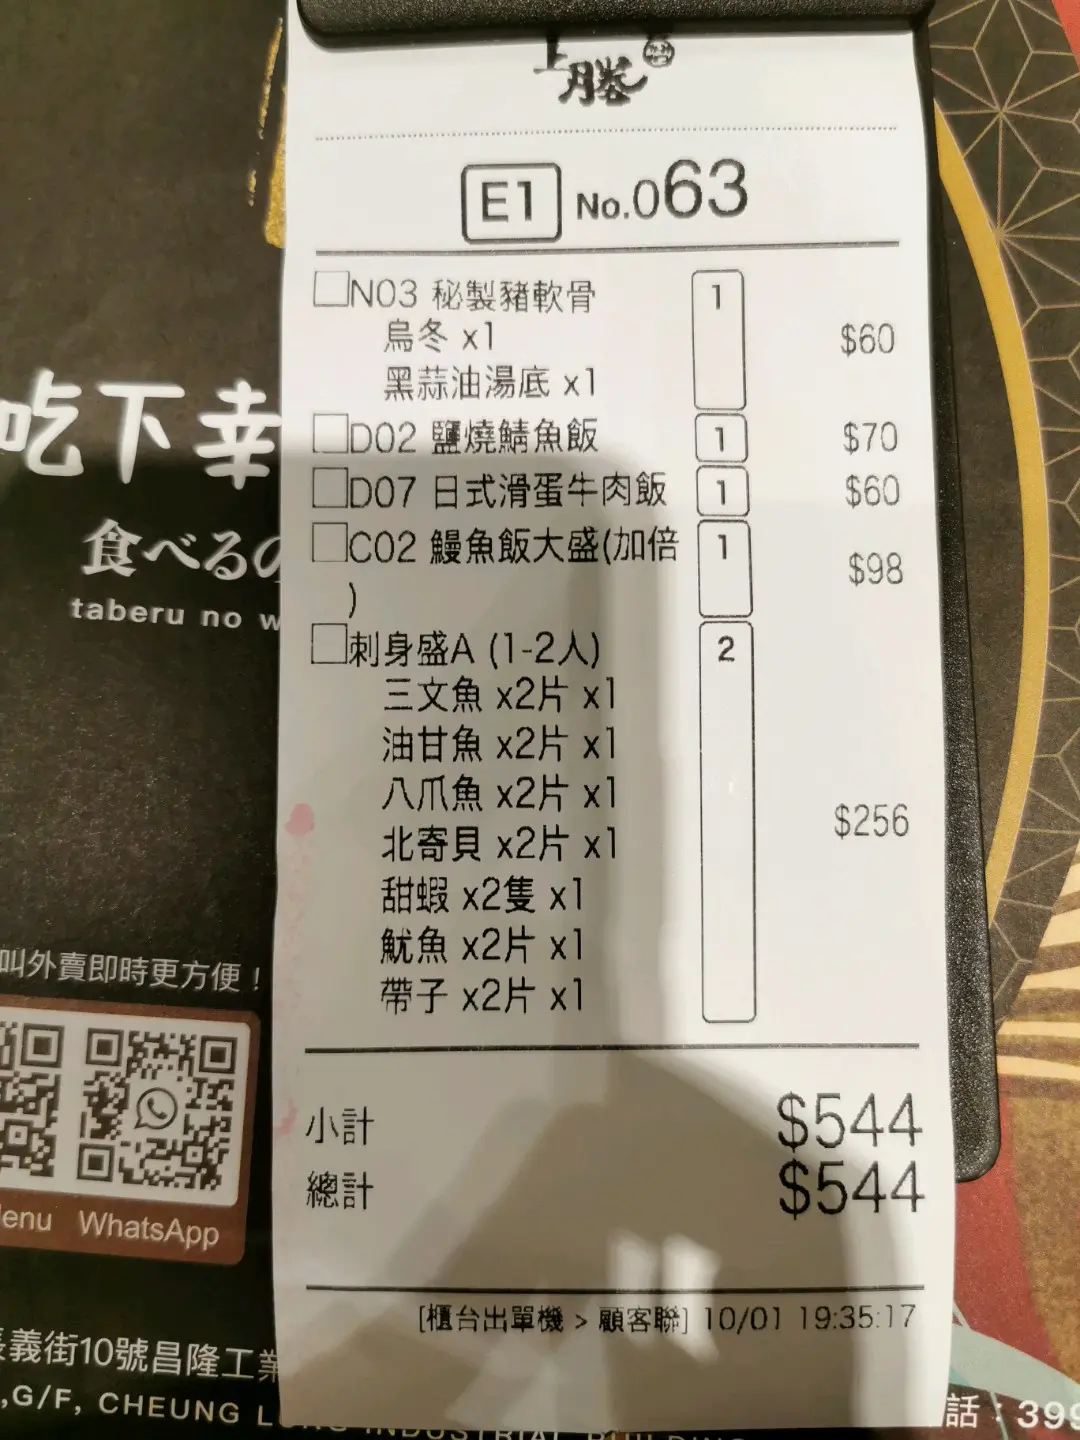 上勝
E1 No.063
N03 秘製豬軟骨 1
烏冬 x1 $60
黑蒜油湯底 x1
D02 鹽燒鯖魚飯 1 $70
D07 日式滑蛋牛肉飯 1 $60
C02 鰻魚飯大盛(加倍 1 $98
)
刺身盛A (1-2人) 2
三文魚 x2片 x1
油甘魚 x2片 x1
八爪魚 x2片 x1
北寄貝 x2片 x1 $256
甜蝦 x2隻 x1
魷魚 x2片 x1
帶子 x2片 x1
小計 $544
總計 $544
[櫃台出單機 > 顧客聯] 10/01 19:35:17
吃下幸
食べるの
taberu no w
叫外賣即時更方便！
enu WhatsApp
義街10號昌隆工業
,G/F, CHEUNG LUNG INDUSTRIAL BUILDING
話：399